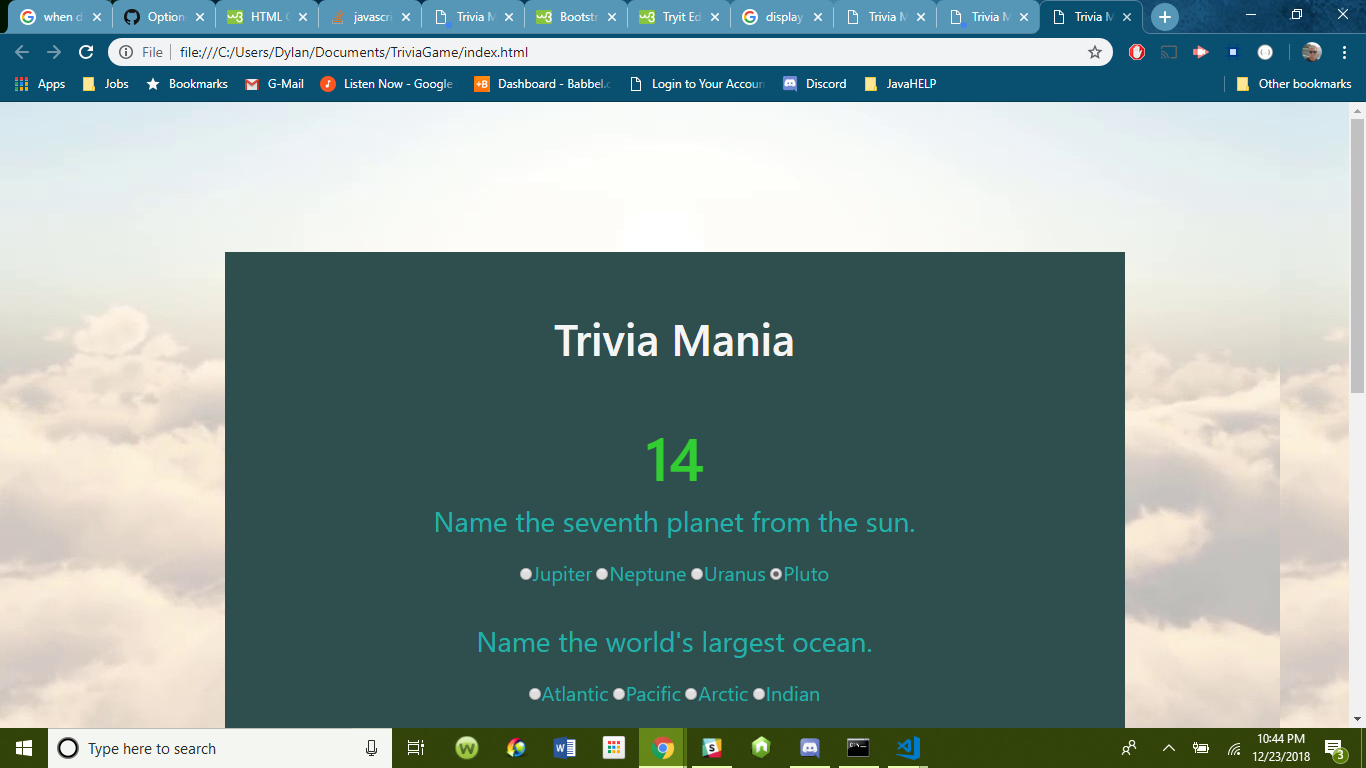 when d
Option
HTML
javascri
Trivia M
Bootstr
Tryit Ed
display
Trivia M
Trivia M
Trivia M
File file:///C:/Users/Dylan/Documents/TriviaGame/index.html
Apps Jobs Bookmarks G-Mail Listen Now - Google Dashboard - Babbel.c Login to Your Accoun Discord JavaHELP Other bookmarks
Trivia Mania
14
Name the seventh planet from the sun.
Jupiter Neptune Uranus Pluto
Name the world's largest ocean.
Atlantic Pacific Arctic Indian
Type here to search
10:44 PM
12/23/2018
3